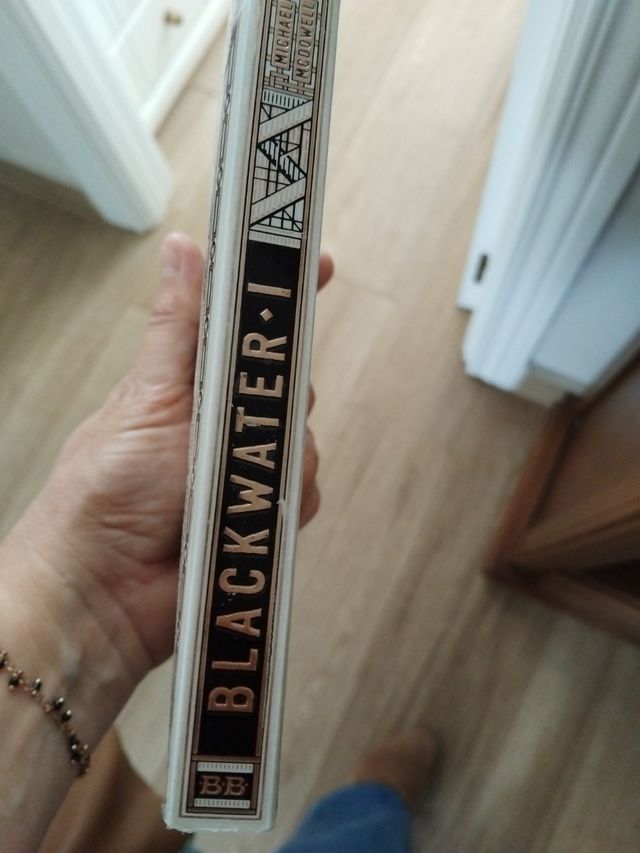 MICHAEL
MCDOWELL
BLACKWATER · I
BB